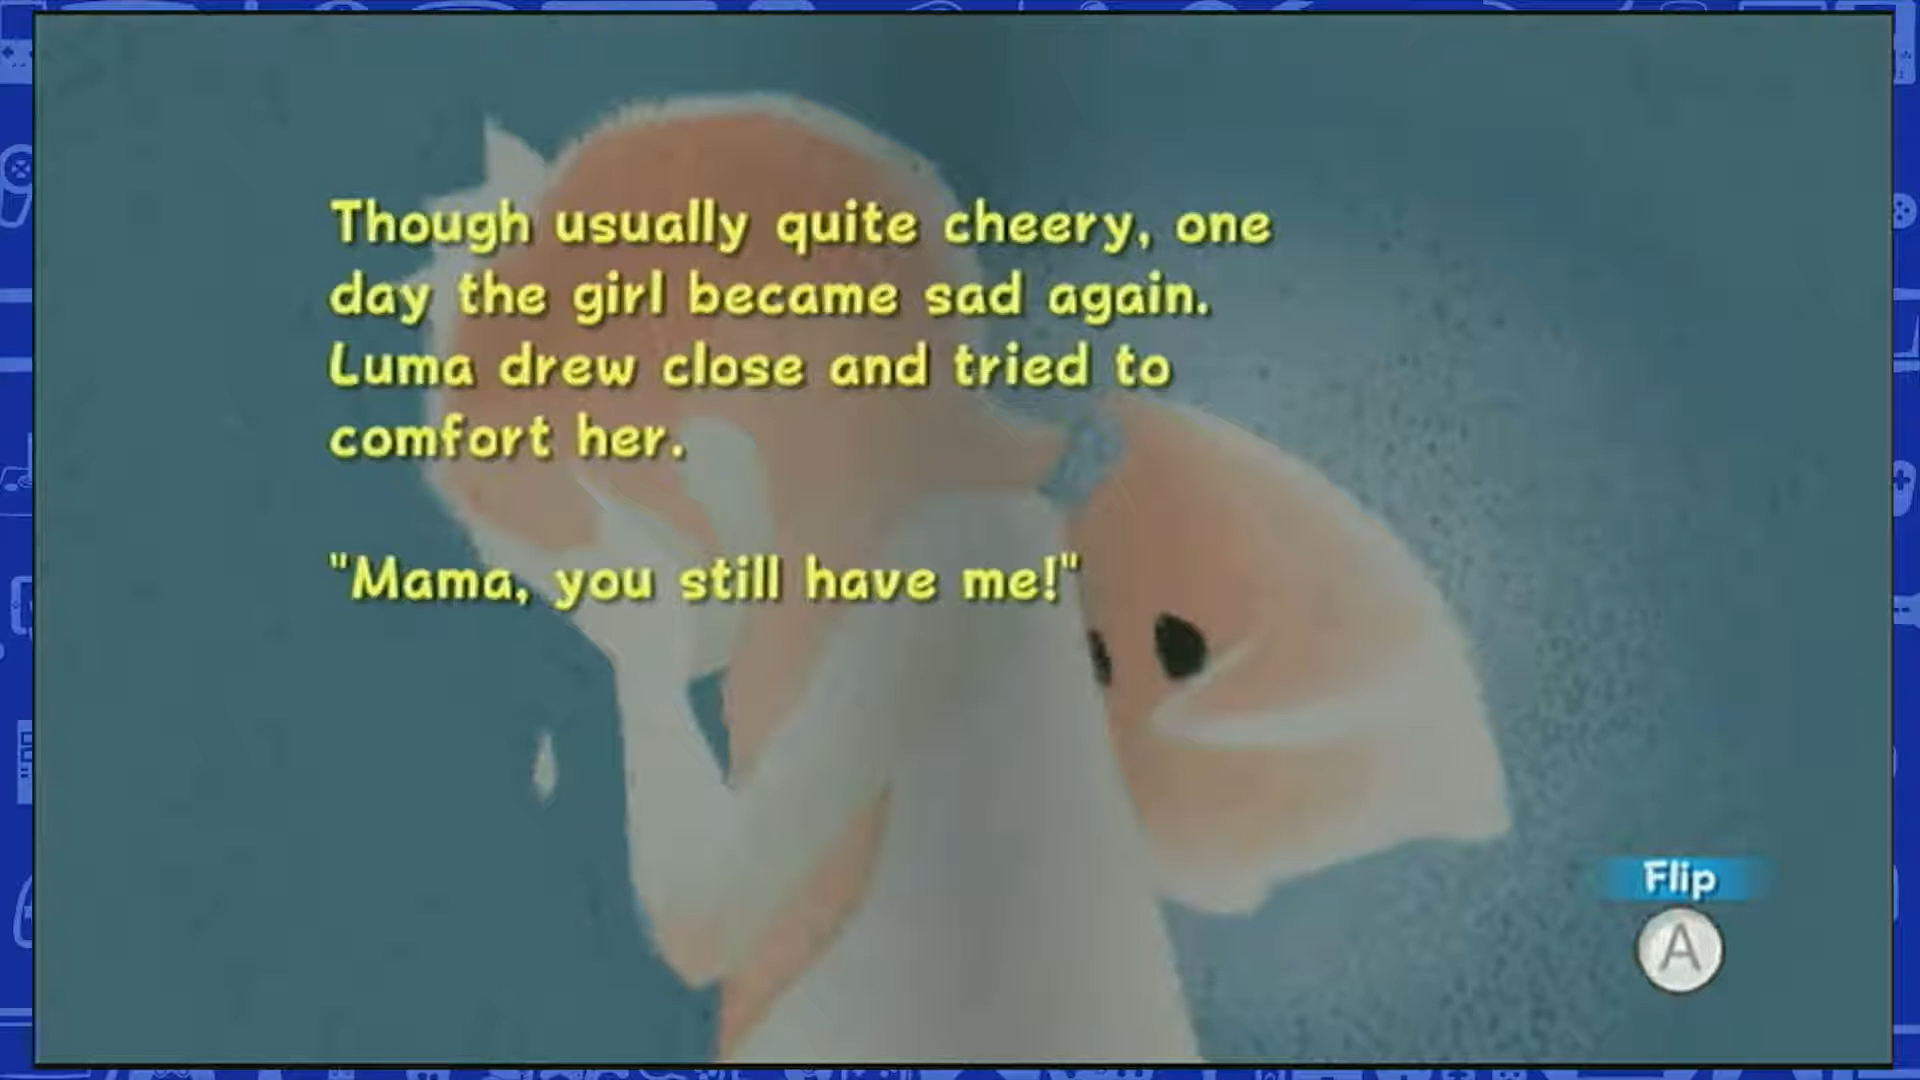 Though usually quite cheery, one
day the girl became sad again.
Luma drew close and tried to
comfort her.
"Mama, you still have me!"
Flip
A